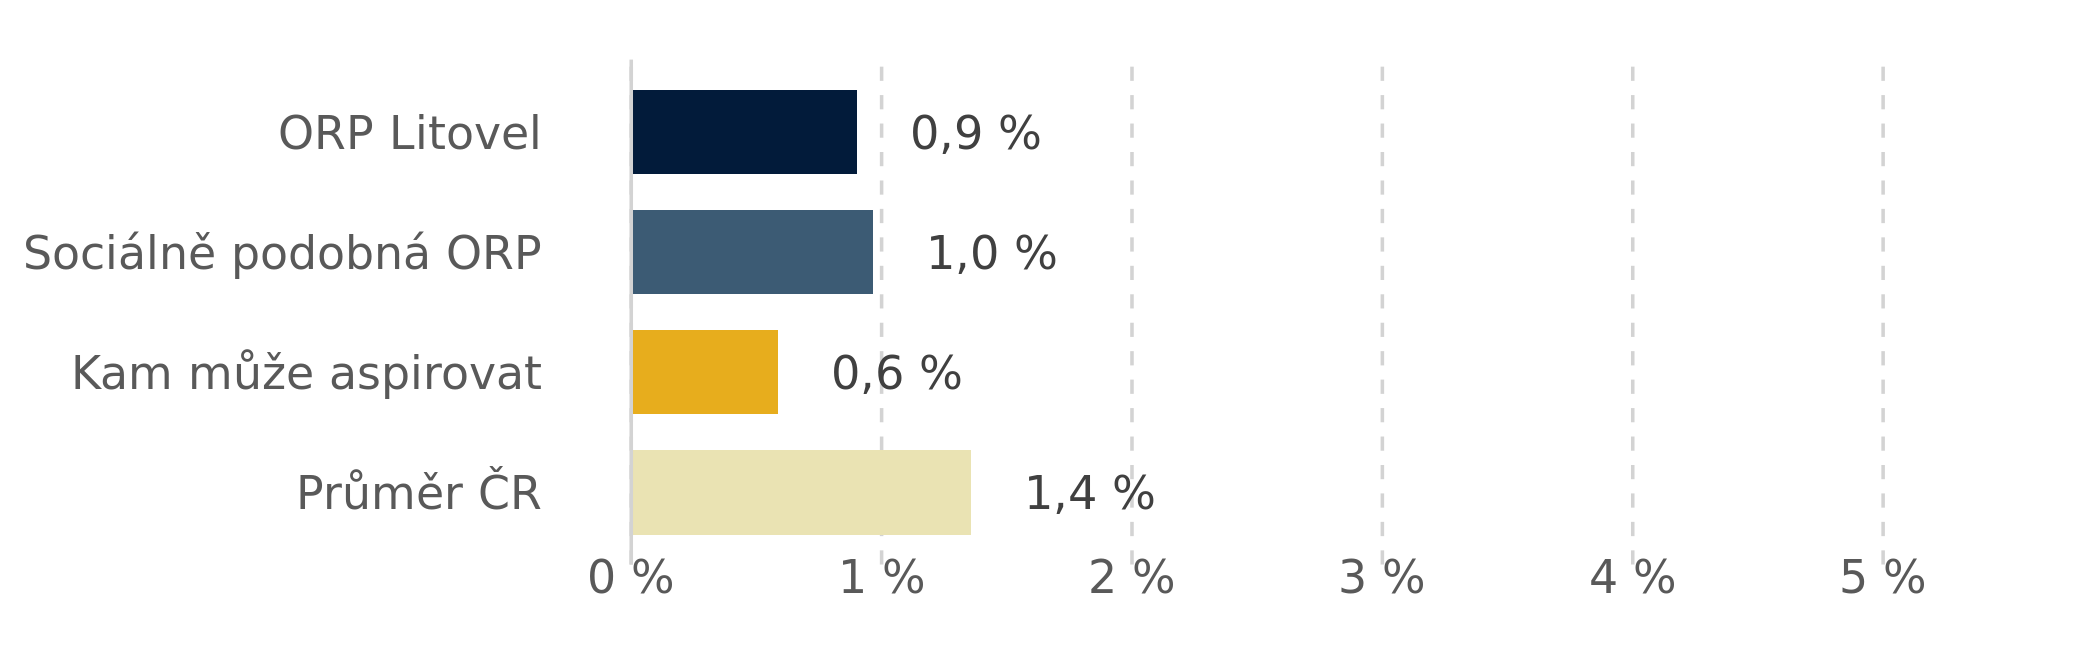 ORP Litovel 0,9 %
Sociálně podobná ORP 1,0 %
Kam může aspirovat 0,6 %
Průměr ČR 1,4 %
0 % 1 % 2 % 3 % 4 % 5 %